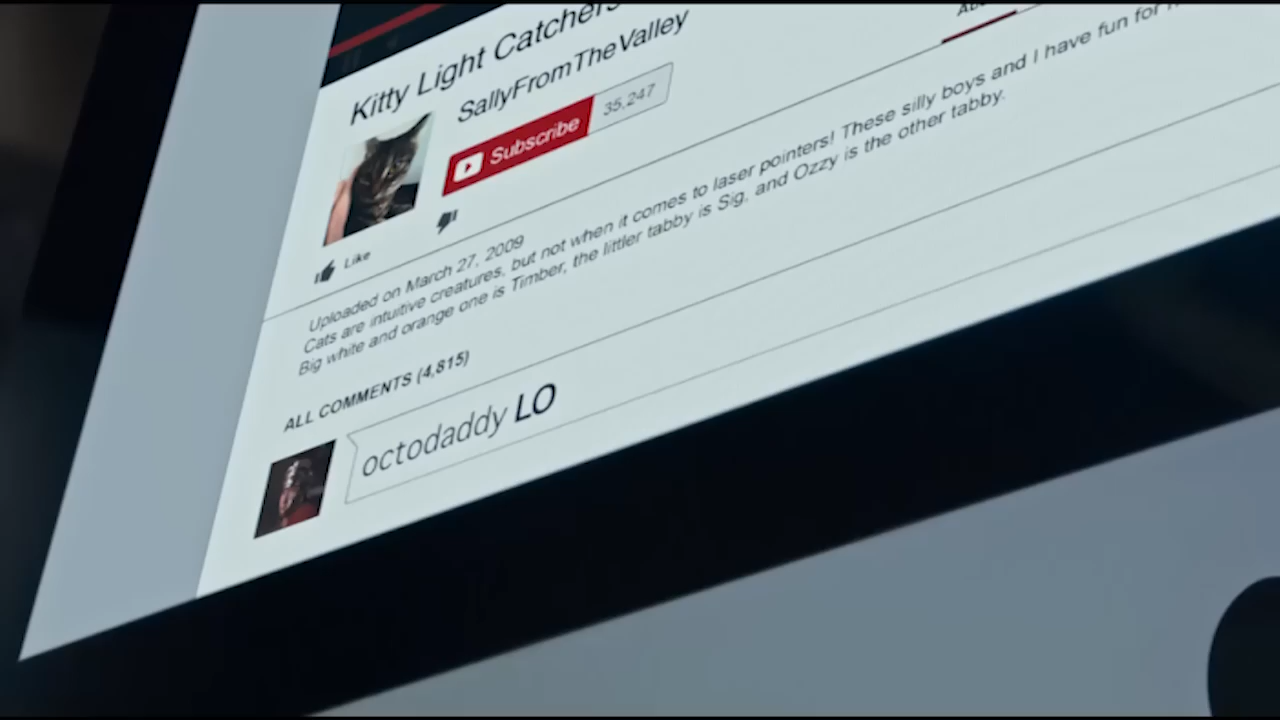 Kitty Light Catchers
SallyFromTheValley
Subscribe 35,247
Like
Uploaded on March 27, 2009
Cats are intuitive creatures, but not when it comes to laser pointers! These silly boys and I have fun for
Big white and orange one is Timber, the littler tabby is Sig, and Ozzy is the other tabby.
ALL COMMENTS (4,815)
octodaddy LO